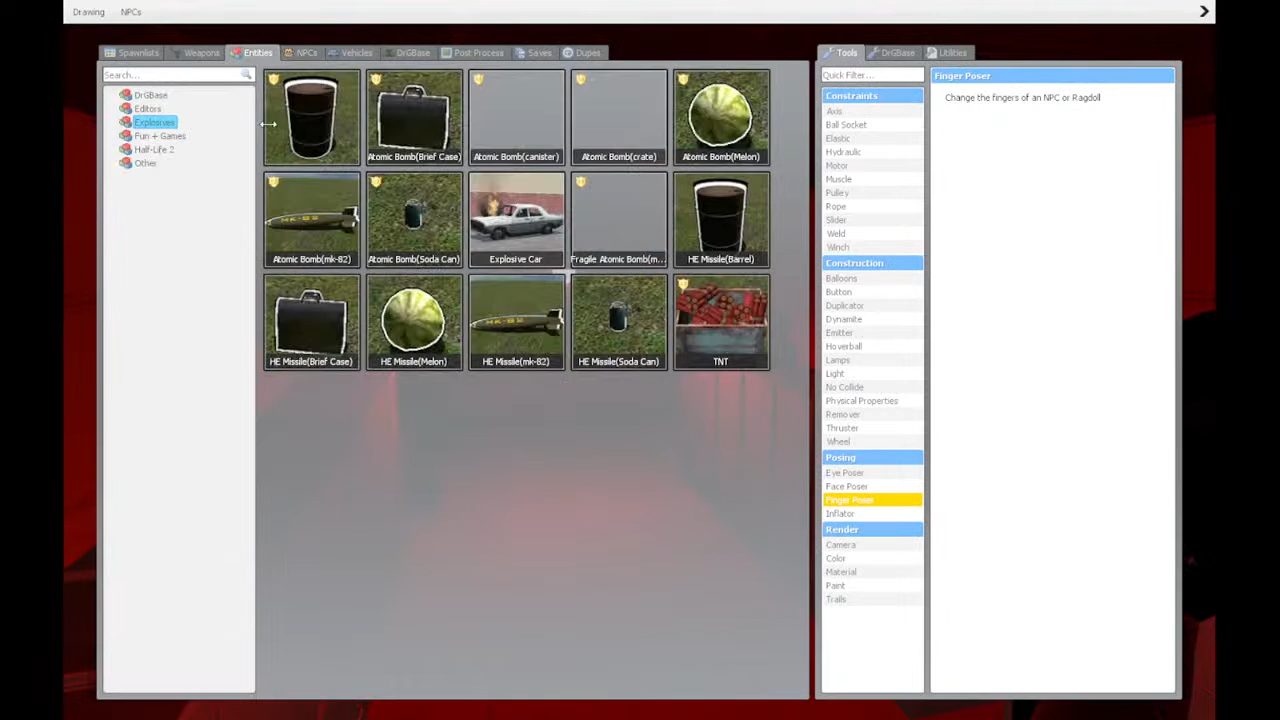 Drawing NPCs
Spawnlists Weapons Entities NPCs Vehicles DrGBase Post Process Saves Dupes
Search...
DrGBase
Editors
Explosives
Fun + Games
Half-Life 2
Other
Atomic Bomb(Brief Case) Atomic Bomb(canister) Atomic Bomb(crate) Atomic Bomb(Melon)
Atomic Bomb(mk-82) Atomic Bomb(Soda Can) Explosive Car Fragile Atomic Bomb(m... HE Missile(Barrel)
HE Missile(Brief Case) HE Missile(Melon) HE Missile(mk-82) HE Missile(Soda Can) TNT
Tools DrGBase Utilities
Quick Filter...
Constraints
Axis
Ball Socket
Elastic
Hydraulic
Motor
Muscle
Pulley
Rope
Slider
Weld
Winch
Construction
Balloons
Button
Duplicator
Dynamite
Emitter
Hoverball
Lamps
Light
No Collide
Physical Properties
Remover
Thruster
Wheel
Posing
Eye Poser
Face Poser
Finger Poser
Inflator
Render
Camera
Color
Material
Paint
Trails
Finger Poser
Change the fingers of an NPC or Ragdoll